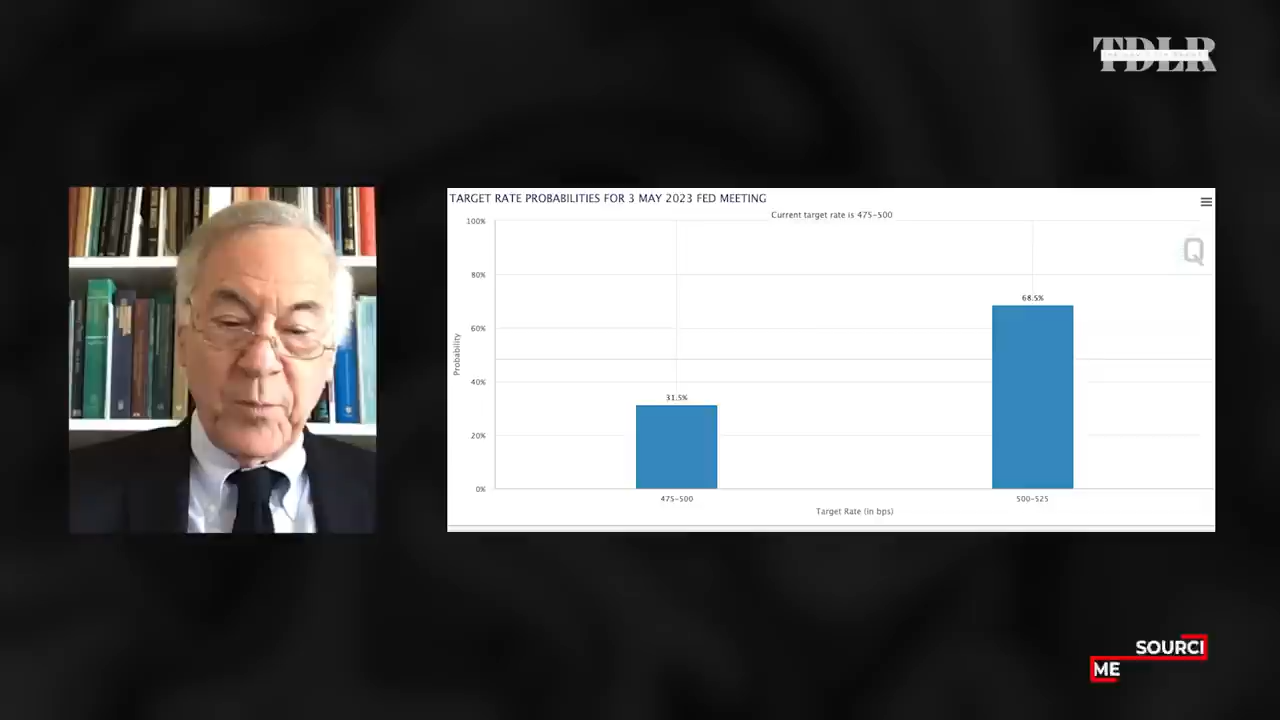 TDLR
TARGET RATE PROBABILITIES FOR 3 MAY 2023 FED MEETING
Current target rate is 475-500
Q
100%
80%
60%
40%
20%
0%
Probability
31.5%
68.5%
475-500
500-525
Target Rate (in bps)
SOURCI
ME